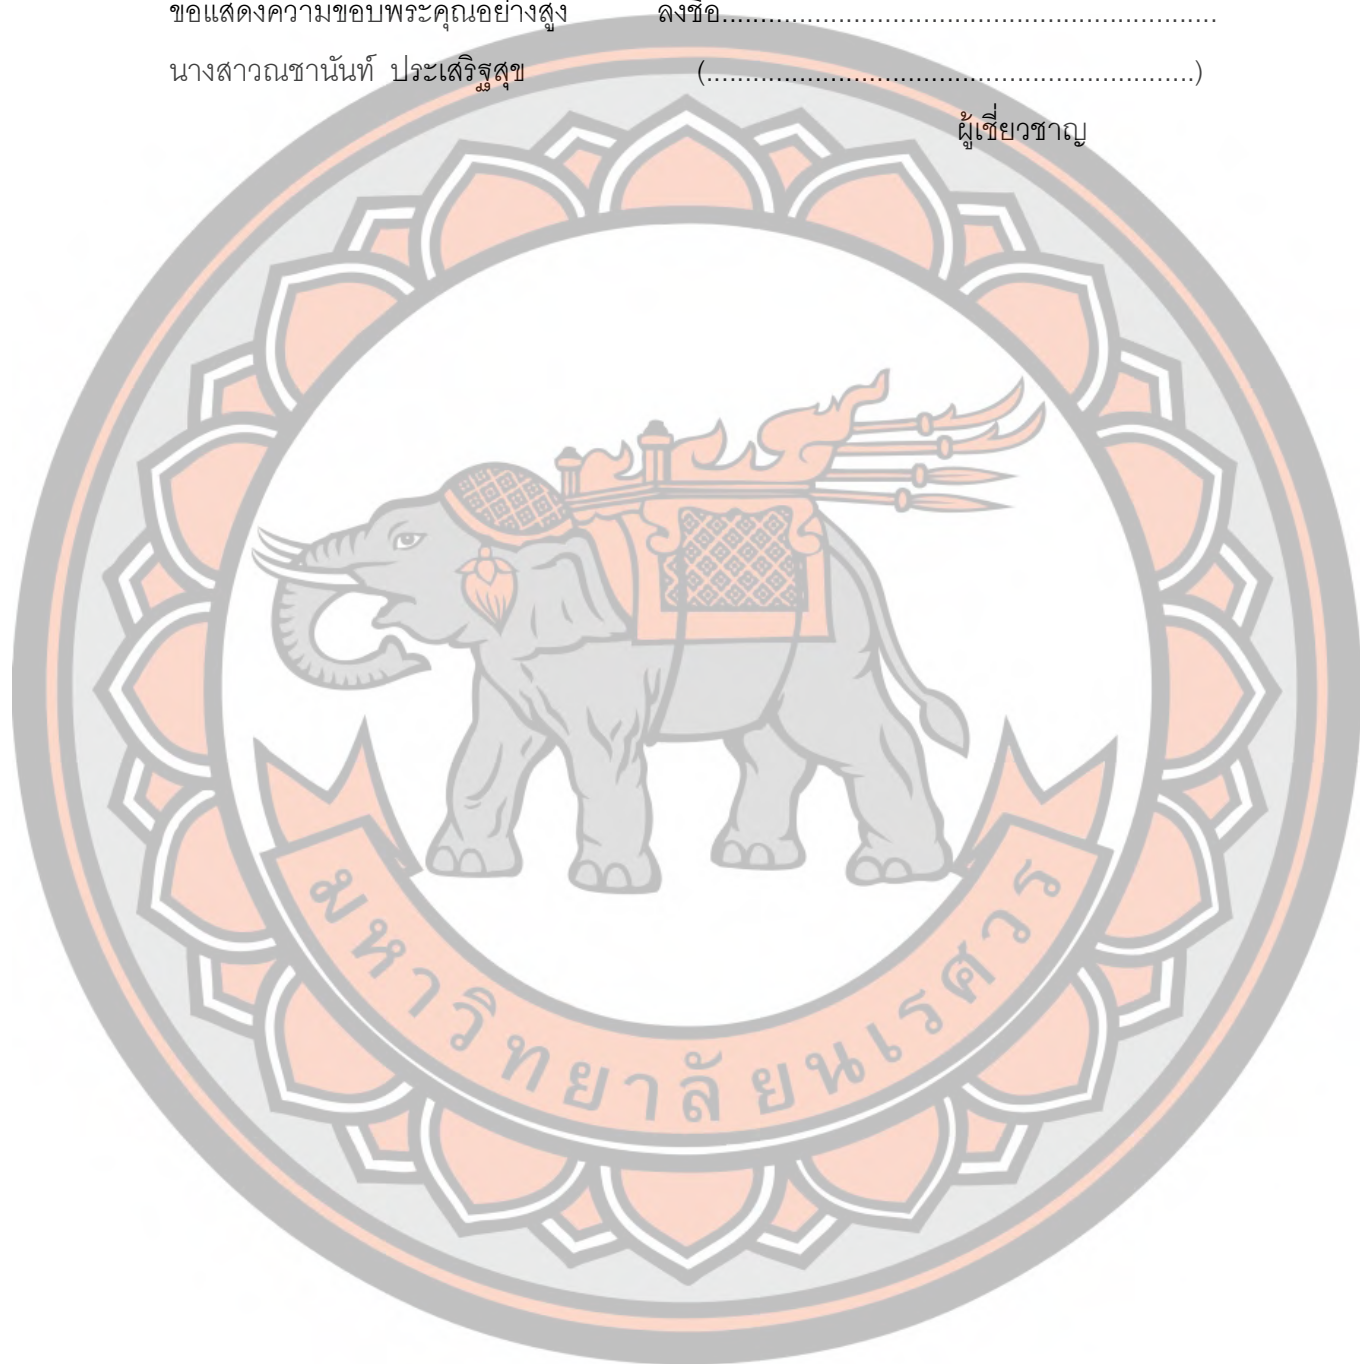 ขอแสดงความขอบพระคุณอย่างสูง ลงชื่อ...............................................................
นางสาวณชานันท์ ประเสริฐสุข (...............................................................)
ผู้เชี่ยวชาญ
มหาวิทยาลัยนเรศวร